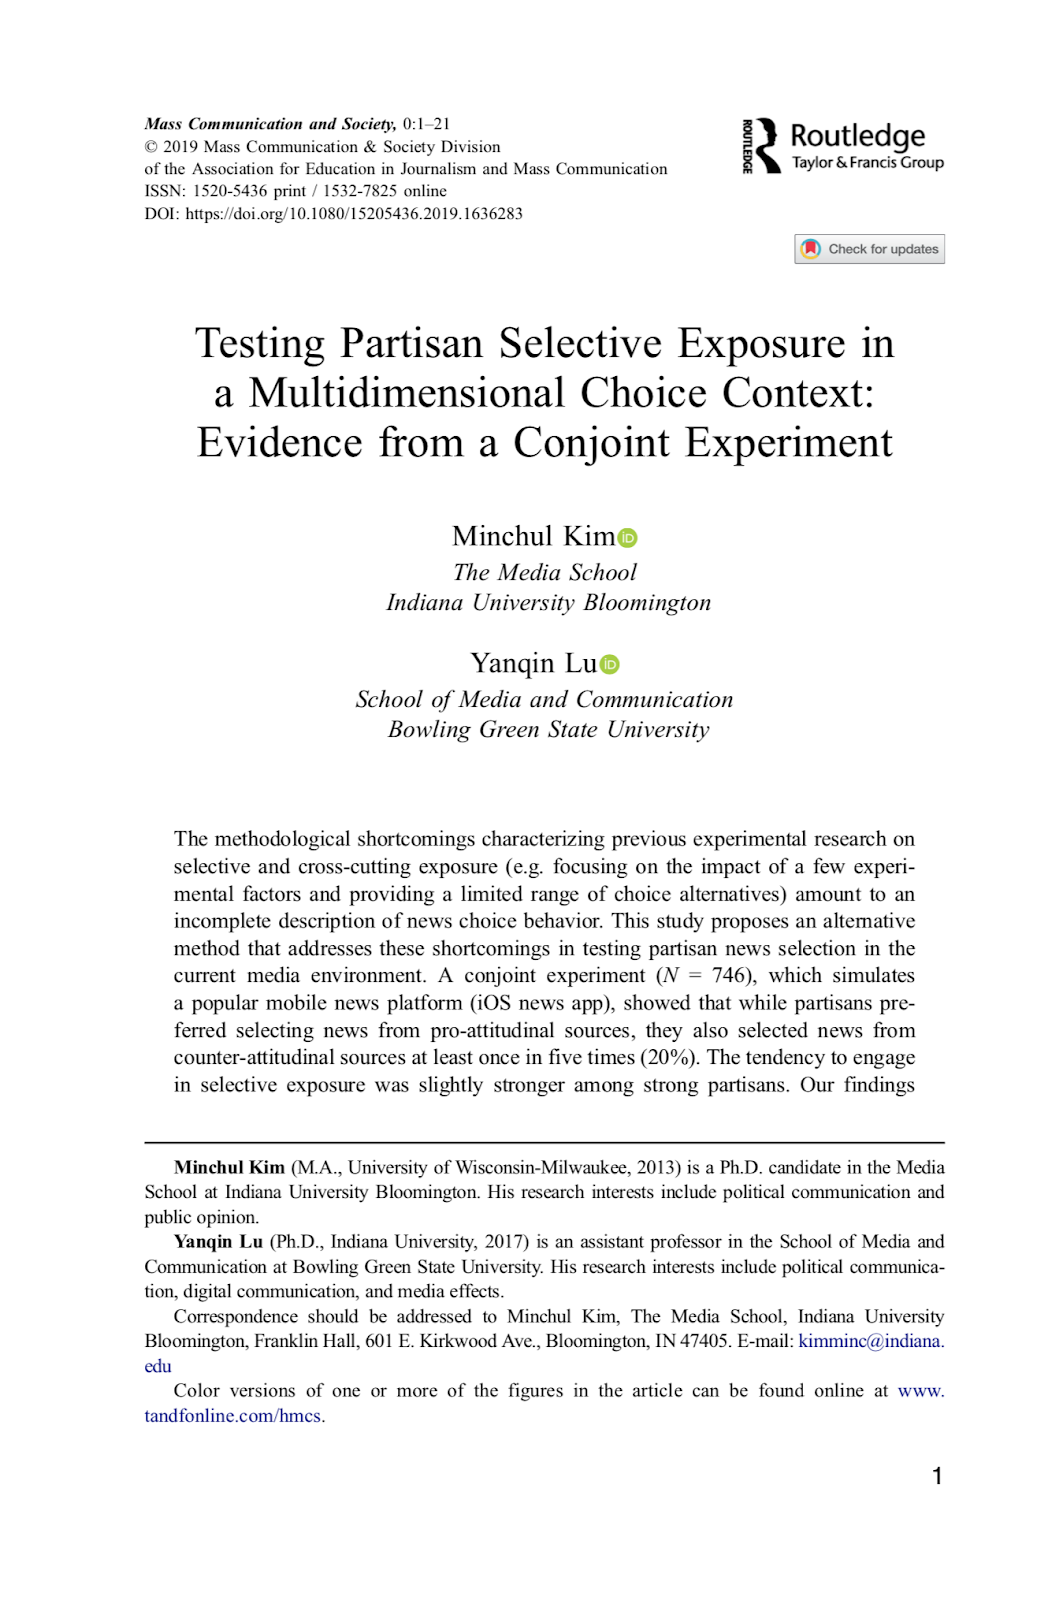 Mass Communication and Society, 0:1–21
© 2019 Mass Communication & Society Division
of the Association for Education in Journalism and Mass Communication
ISSN: 1520-5436 print / 1532-7825 online
DOI: https://doi.org/10.1080/15205436.2019.1636283
ROUTLEDGE
Routledge
Taylor & Francis Group
Check for updates
Testing Partisan Selective Exposure in
a Multidimensional Choice Context:
Evidence from a Conjoint Experiment
Minchul Kim iD
The Media School
Indiana University Bloomington
Yanqin Lu iD
School of Media and Communication
Bowling Green State University
The methodological shortcomings characterizing previous experimental research on
selective and cross-cutting exposure (e.g. focusing on the impact of a few experi-
mental factors and providing a limited range of choice alternatives) amount to an
incomplete description of news choice behavior. This study proposes an alternative
method that addresses these shortcomings in testing partisan news selection in the
current media environment. A conjoint experiment (N = 746), which simulates
a popular mobile news platform (iOS news app), showed that while partisans pre-
ferred selecting news from pro-attitudinal sources, they also selected news from
counter-attitudinal sources at least once in five times (20%). The tendency to engage
in selective exposure was slightly stronger among strong partisans. Our findings
Minchul Kim (M.A., University of Wisconsin-Milwaukee, 2013) is a Ph.D. candidate in the Media
School at Indiana University Bloomington. His research interests include political communication and
public opinion.
Yanqin Lu (Ph.D., Indiana University, 2017) is an assistant professor in the School of Media and
Communication at Bowling Green State University. His research interests include political communica-
tion, digital communication, and media effects.
Correspondence should be addressed to Minchul Kim, The Media School, Indiana University
Bloomington, Franklin Hall, 601 E. Kirkwood Ave., Bloomington, IN 47405. E-mail: kimminc@indiana.
edu
Color versions of one or more of the figures in the article can be found online at www.
tandfonline.com/hmcs.
1